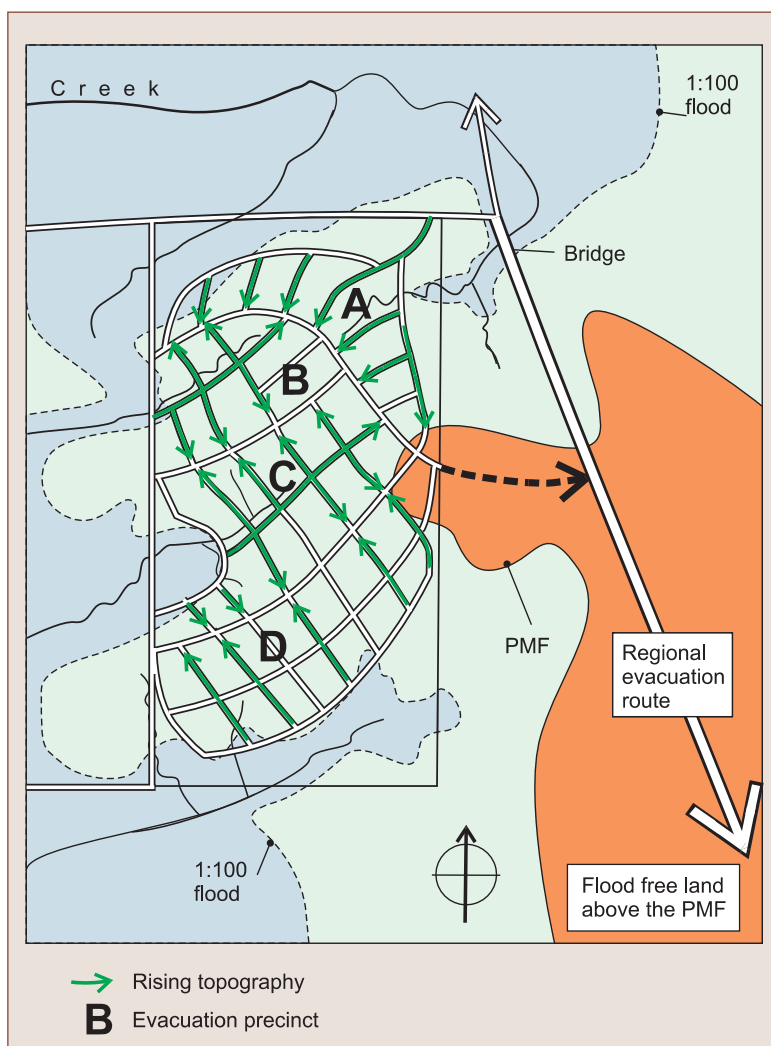 Creek
1:100
flood
Bridge
A
B
C
PMF
D
Regional
evacuation
route
1:100
flood
Flood free land
above the PMF
Rising topography
B Evacuation precinct